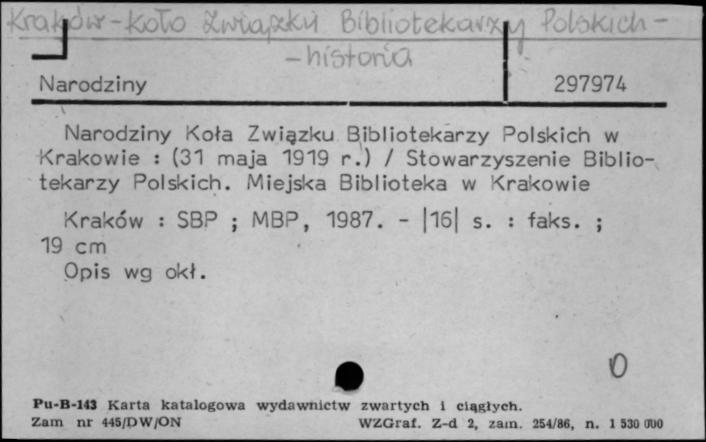 Kraków - Koło Związku Bibliotekarzy Polskich -
- historia
Narodziny 297974
Narodziny Koła Związku Bibliotekarzy Polskich w
Krakowie : (31 maja 1919 r.) / Stowarzyszenie Biblio-
tekarzy Polskich. Miejska Biblioteka w Krakowie
Kraków : SBP ; MBP, 1987. - |16| s. : faks. ;
19 cm
Opis wg okł.
O
Pu-B-143 Karta katalogowa wydawnictw zwartych i ciągłych.
Zam nr 445/DW/ON WZGraf. Z-d 2, zam. 254/86, n. 1 530 000